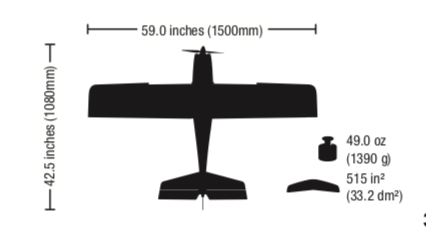 59.0 inches (1500mm)
42.5 inches (1080mm)
49.0 oz
(1390 g)
515 in²
(33.2 dm²)